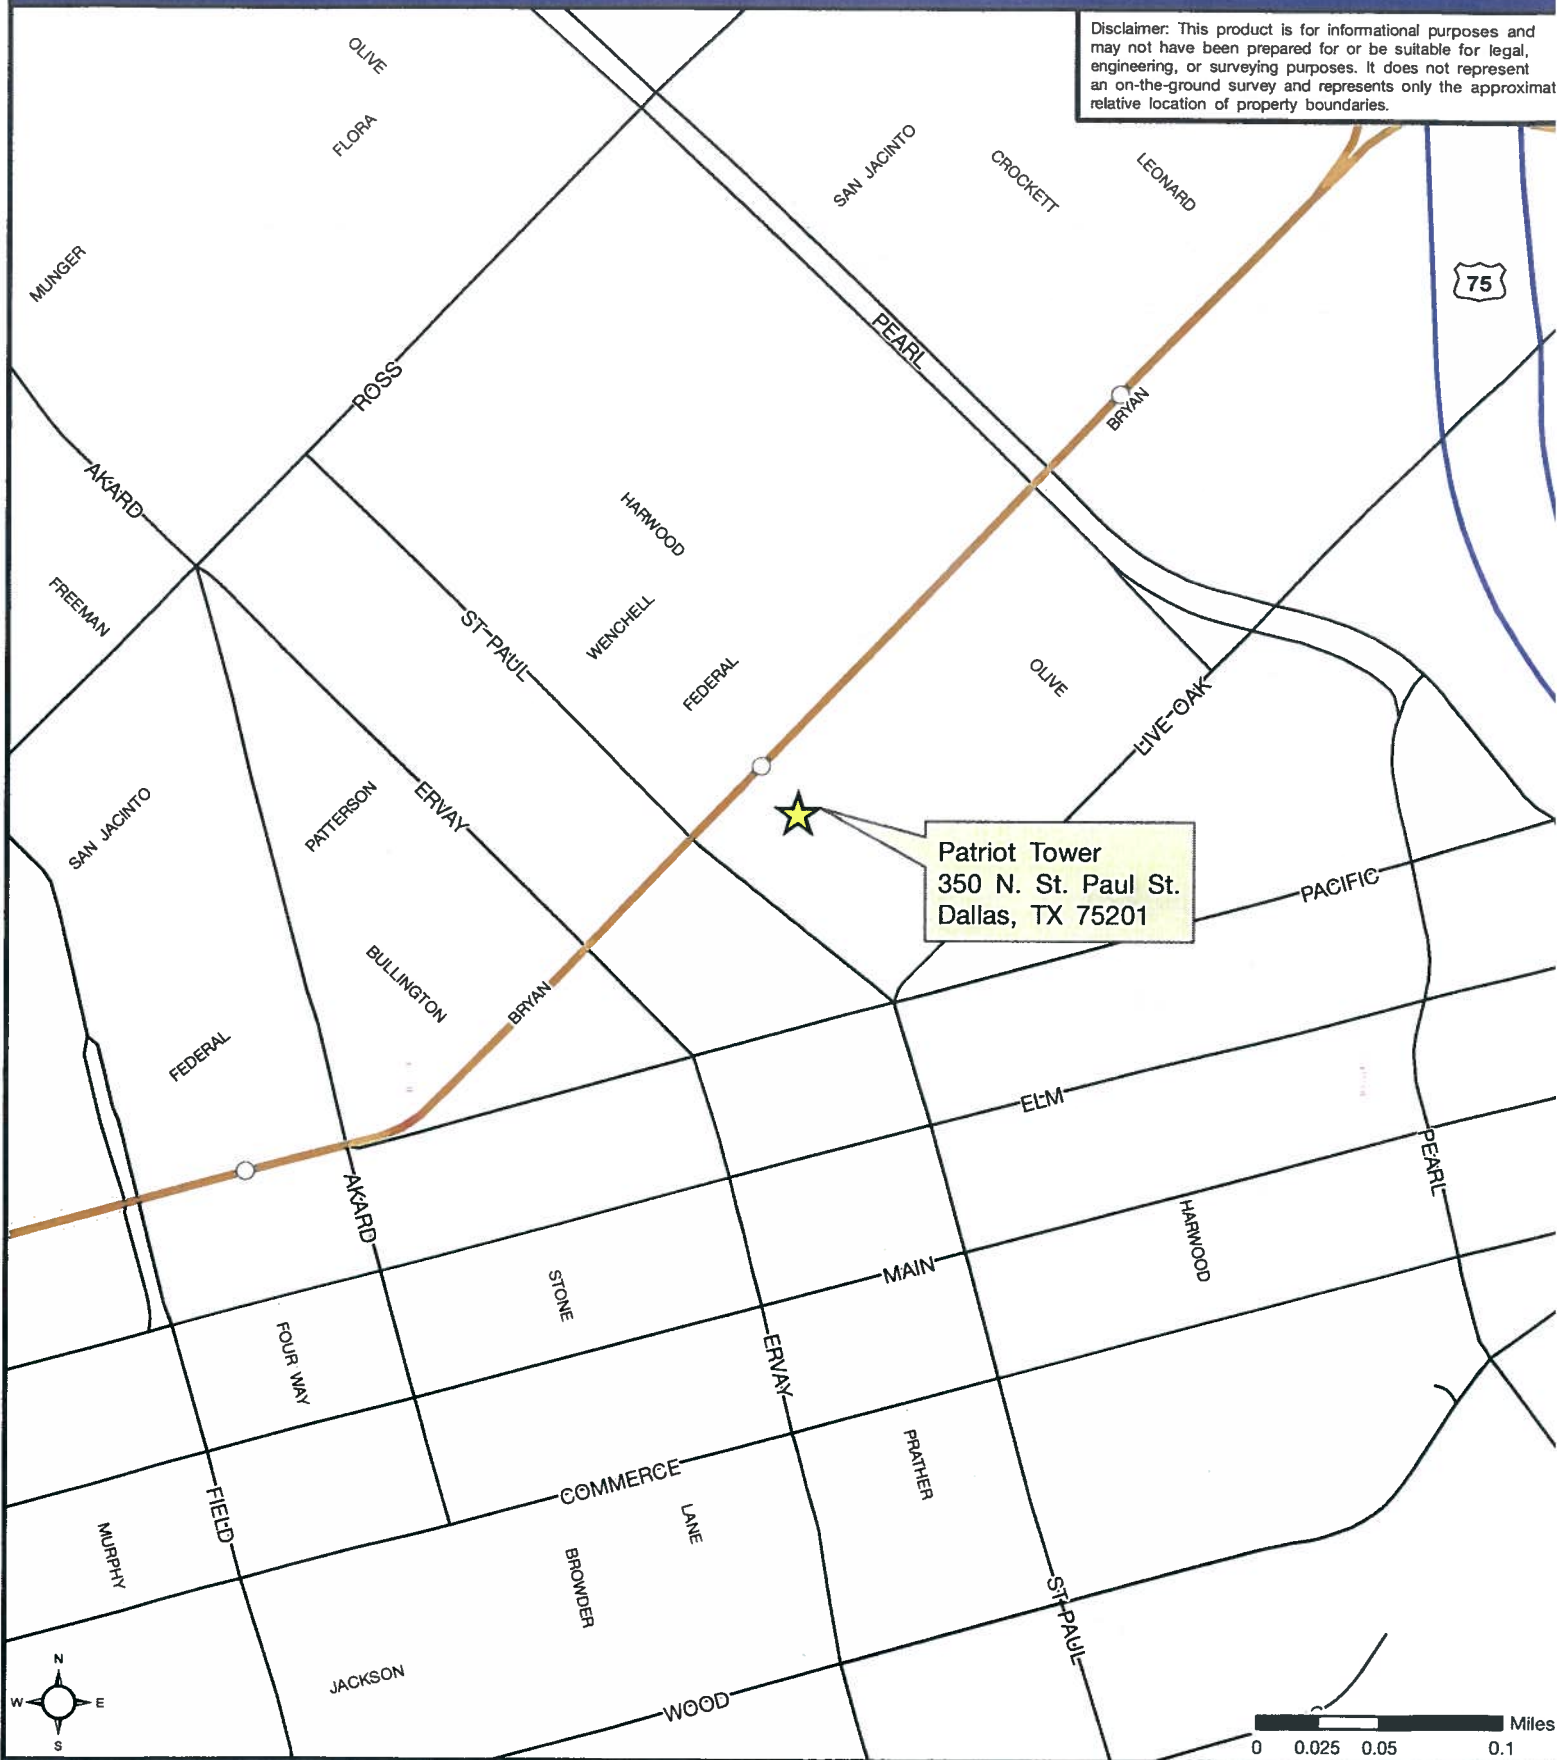 Disclaimer: This product is for informational purposes and
may not have been prepared for or be suitable for legal,
engineering, or surveying purposes. It does not represent
an on-the-ground survey and represents only the approximat
relative location of property boundaries.
OLIVE
FLORA
SAN JACINTO
CROCKETT
LEONARD
MUNGER
75
PEARL
ROSS
BRYAN
AKARD
HARWOOD
FREEMAN
ST PAUL
WENCHELL
FEDERAL
OLIVE
LIVE OAK
SAN JACINTO
PATTERSON
ERVAY
Patriot Tower
350 N. St. Paul St.
Dallas, TX 75201
PACIFIC
BULLINGTON
BRYAN
FEDERAL
ELM
PEARL
AKARD
HARWOOD
MAIN
STONE
FOUR WAY
ERVAY
PRATHER
COMMERCE
FIELD
LANE
MURPHY
BROWDER
ST PAUL
JACKSON
WOOD
N
W
E
S
Miles
0 0.025 0.05 0.1